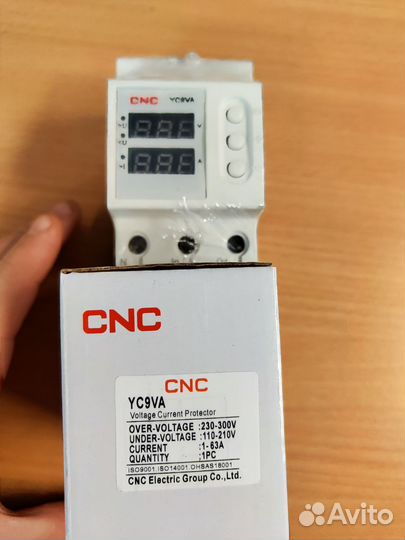 CNC YC9VA
>U
<U
V
>I
A
N
CNC
CNC
YC9VA
Voltage Current Protector
OVER-VOLTAGE :230-300V
UNDER-VOLTAGE :110-210V
CURRENT :1-63A
QUANTITY ;1PC
ISO9001.ISO14001.OHSAS18001
CNC Electric Group Co.,Ltd.
Avito